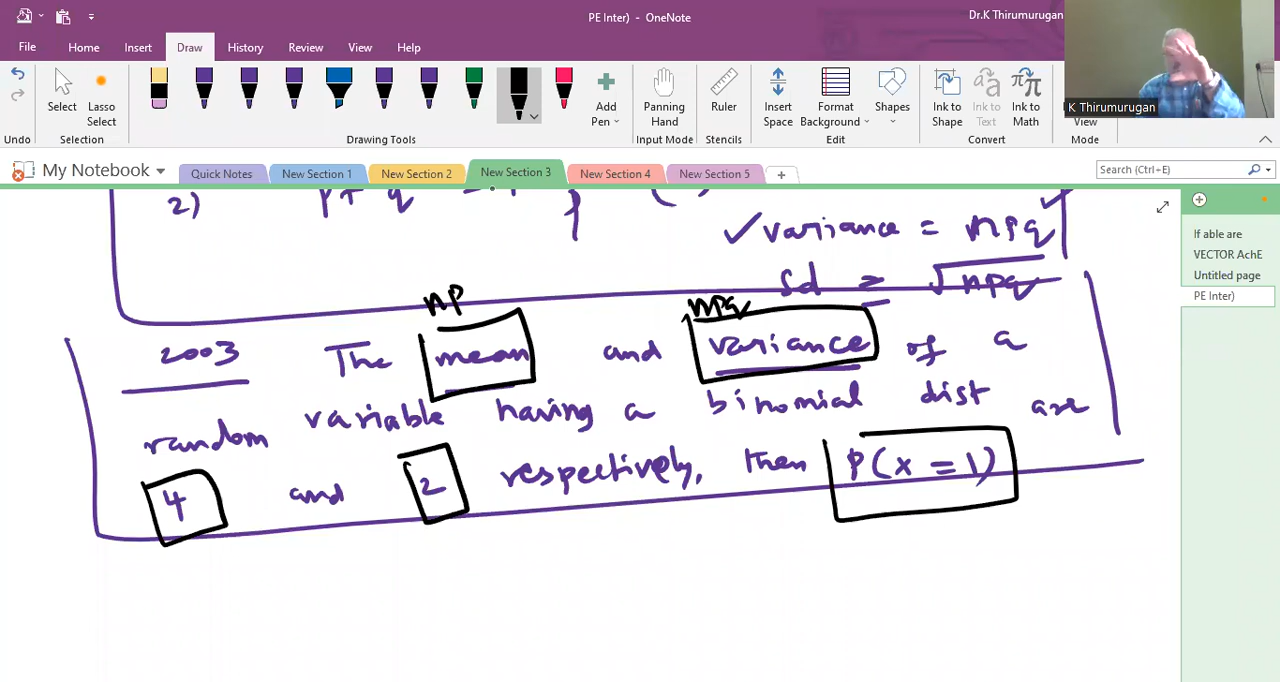 PE Inter) - OneNote
Dr.K Thirumurugan
File Home Insert Draw History Review View Help
Select
Lasso Select
Add Pen
Panning Hand
Ruler
Insert Space
Format Background
Shapes
Ink to Shape
Ink to Text
Ink to Math
View
Undo Selection Drawing Tools Input Mode Stencils Edit Convert Mode
K Thirumurugan
My Notebook Quick Notes New Section 1 New Section 2 New Section 3 New Section 4 New Section 5
Search (Ctrl+E)
If able are
VECTOR AchE
Untitled page
PE Inter)
2)
✓variance = npq
sd = √npq
np npq
2003 The mean and variance of a
random variable having a binomial dist are
4 and 2 respectively, then P(x = 1)